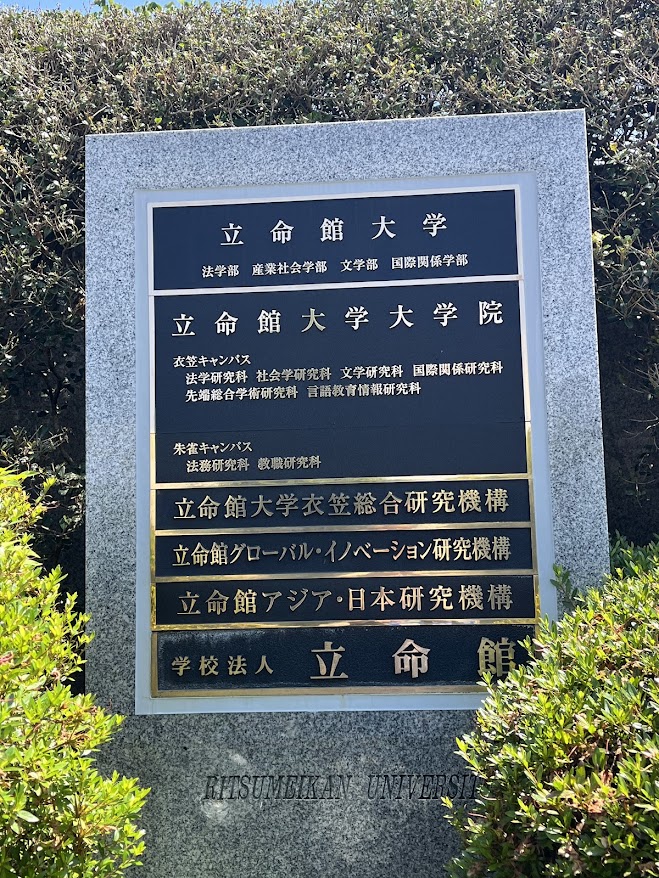 立命館大学
法学部 産業社会学部 文学部 国際関係学部
立命館大学大学院
衣笠キャンパス
法学研究科 社会学研究科 文学研究科 国際関係研究科
先端総合学術研究科 言語教育情報研究科
朱雀キャンパス
法務研究科 教職研究科
立命館大学衣笠総合研究機構
立命館グローバル・イノベーション研究機構
立命館アジア・日本研究機構
学校法人 立命館
RITSUMEIKAN UNIVERSIT